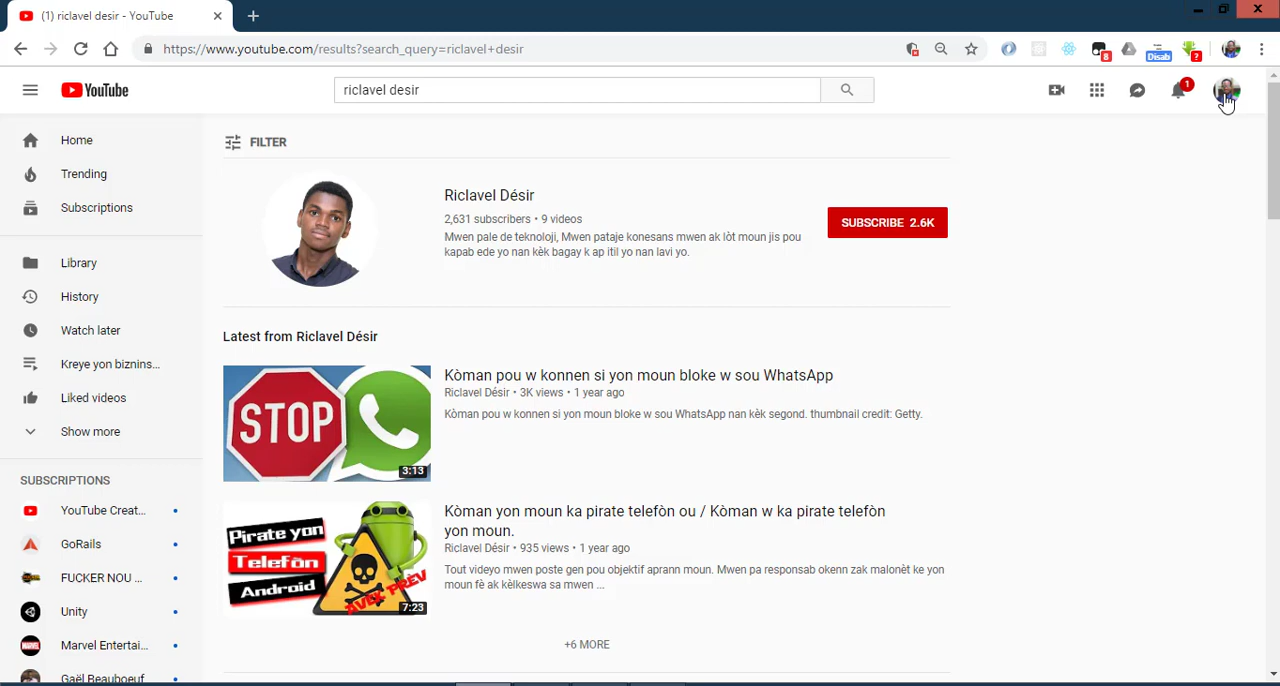 (1) riclavel desir - YouTube
https://www.youtube.com/results?search_query=riclavel+desir
8
Disab
?
YouTube
riclavel desir
1
Home
Trending
Subscriptions
Library
History
Watch later
Kreye yon biznins...
Liked videos
Show more
SUBSCRIPTIONS
YouTube Creat...
GoRails
FUCKER NOU ...
Unity
Marvel Entertai...
Gaël Beauboeuf
FILTER
Riclavel Désir
2,631 subscribers • 9 videos
Mwen pale de teknoloji, Mwen pataje konesans mwen ak lòt moun jis pou
kapab ede yo nan kèk bagay k ap itil yo nan lavi yo.
SUBSCRIBE 2.6K
Latest from Riclavel Désir
STOP
3:13
Kòman pou w konnen si yon moun bloke w sou WhatsApp
Riclavel Désir • 3K views • 1 year ago
Kòman pou w konnen si yon moun bloke w sou WhatsApp nan kèk segond. thumbnail credit: Getty.
Pirate yon
Telefòn
Android
AVEK PRÈV
7:23
Kòman yon moun ka pirate telefòn ou / Kòman w ka pirate telefòn
yon moun.
Riclavel Désir • 935 views • 1 year ago
Tout videyo mwen poste gen pou objektif aprann moun. Mwen pa responsab okenn zak malonèt ke yon
moun fè ak kèlkeswa sa mwen ...
+6 MORE